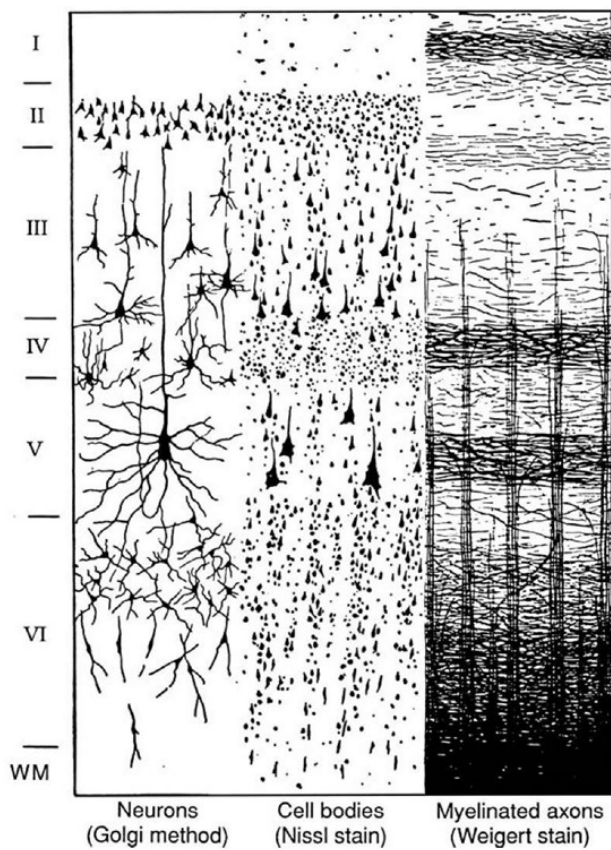 I
II
III
IV
V
VI
WM
Neurons
(Golgi method)
Cell bodies
(Nissl stain)
Myelinated axons
(Weigert stain)